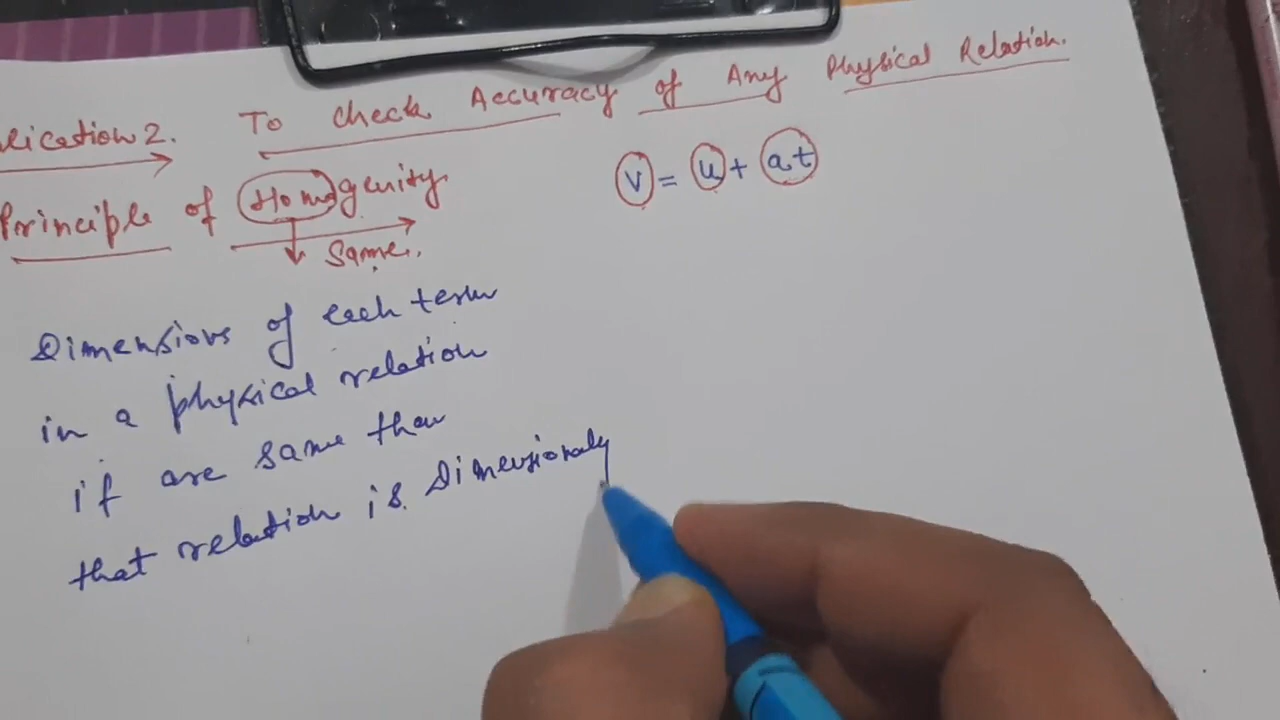 lication 2. To check Accuracy of Any Physical Relation.
Principle of Homogenity
Same.
v = u + at
Dimensions of each term
in a physical relation
if are same then
that relation is Dimensionaly